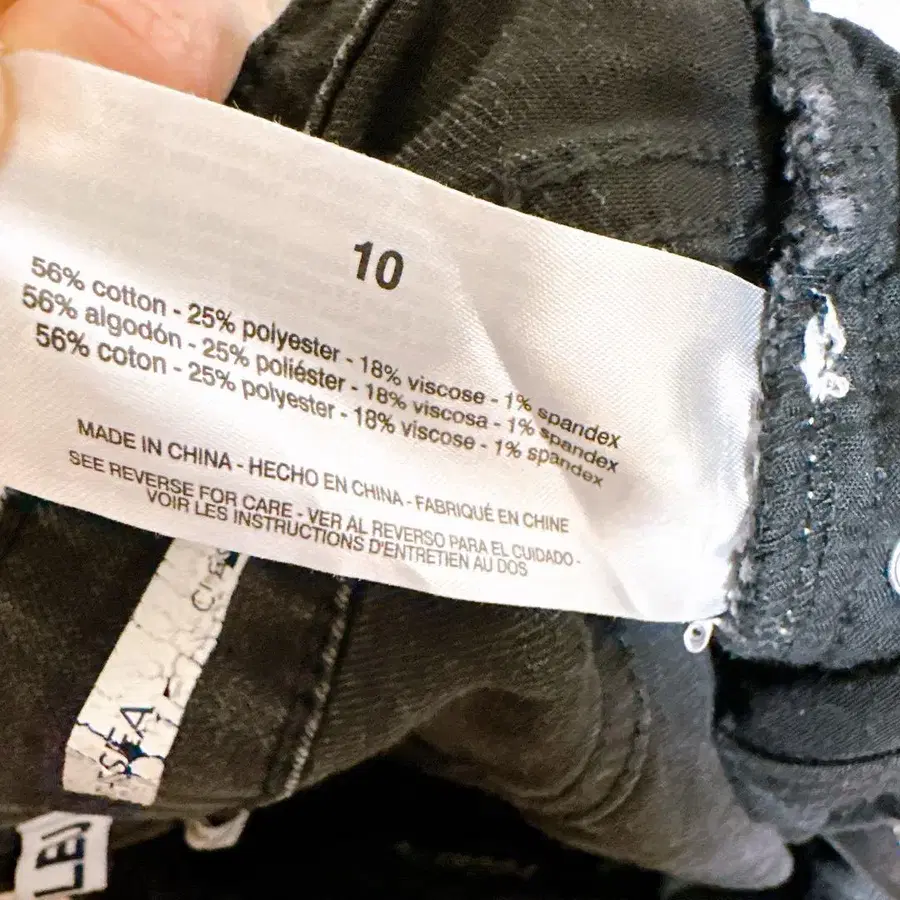 10
56% cotton - 25% polyester - 18% viscose - 1% spandex
56% algodón - 25% poliéster - 18% viscosa - 1% spandex
56% coton - 25% polyester - 18% viscose - 1% spandex
MADE IN CHINA - HECHO EN CHINA - FABRIQUÉ EN CHINE
SEE REVERSE FOR CARE - VER AL REVERSO PARA EL CUIDADO -
VOIR LES INSTRUCTIONS D'ENTRETIEN AU DOS